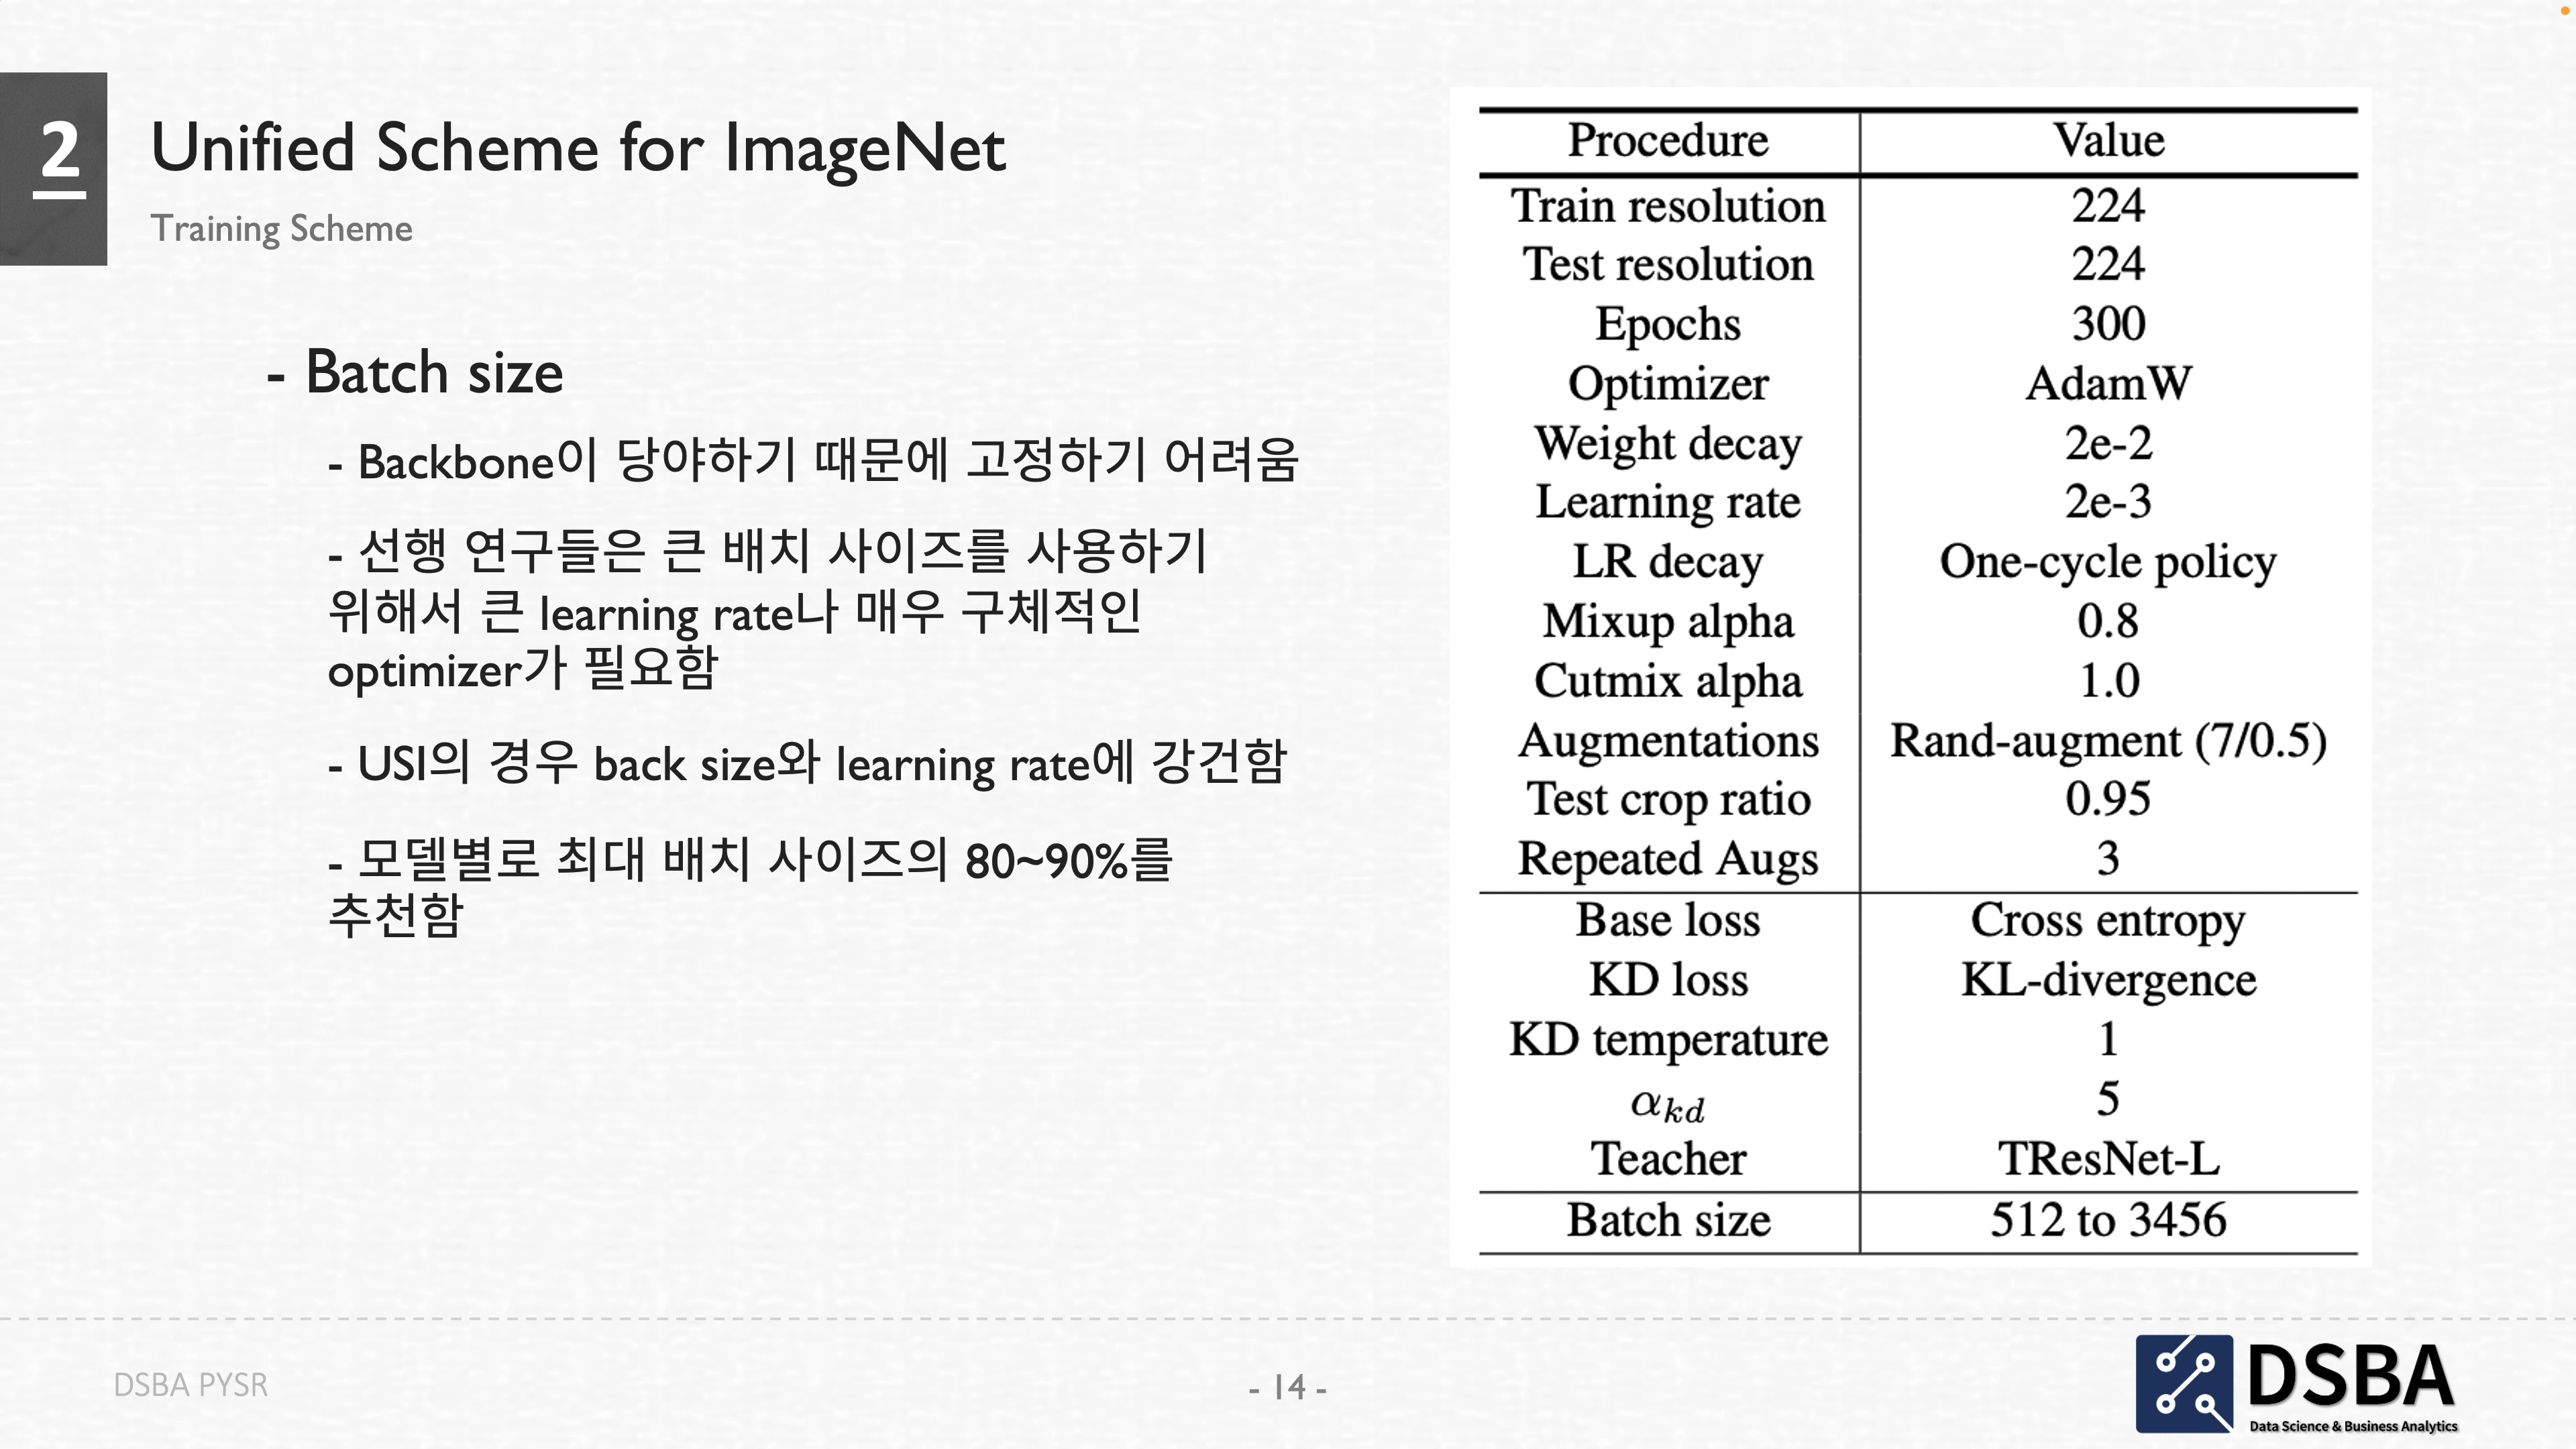 2
Unified Scheme for ImageNet
Training Scheme
- Batch size
- Backbone이 당야하기 때문에 고정하기 어려움
- 선행 연구들은 큰 배치 사이즈를 사용하기
위해서 큰 learning rate나 매우 구체적인
optimizer가 필요함
- USI의 경우 back size와 learning rate에 강건함
- 모델별로 최대 배치 사이즈의 80~90%를
추천함
Procedure Value
Train resolution 224
Test resolution 224
Epochs 300
Optimizer AdamW
Weight decay 2e-2
Learning rate 2e-3
LR decay One-cycle policy
Mixup alpha 0.8
Cutmix alpha 1.0
Augmentations Rand-augment (7/0.5)
Test crop ratio 0.95
Repeated Augs 3
Base loss Cross entropy
KD loss KL-divergence
KD temperature 1
α_kd 5
Teacher TResNet-L
Batch size 512 to 3456
DSBA PYSR
- 14 -
DSBA
Data Science & Business Analytics